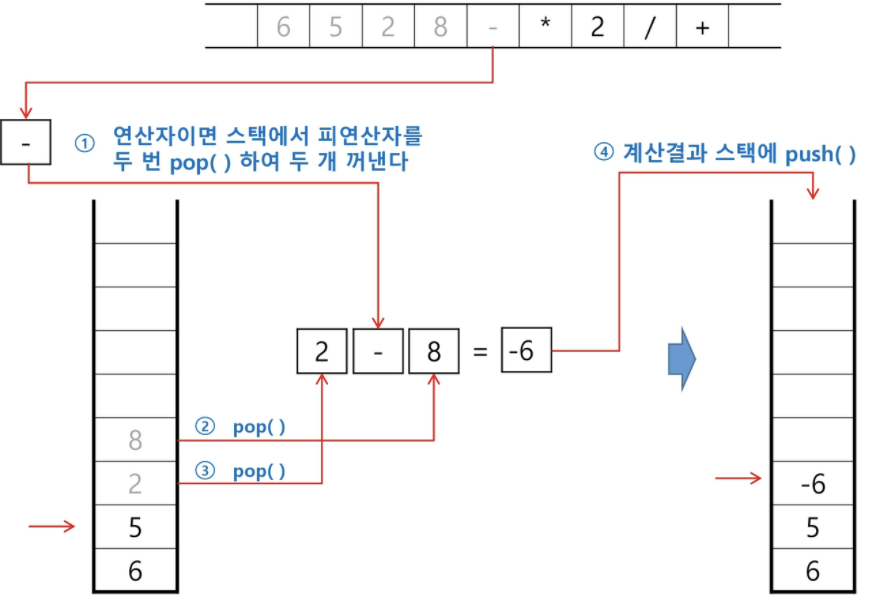 6 5 2 8 - * 2 / +
-
① 연산자이면 스택에서 피연산자를
두 번 pop( ) 하여 두 개 꺼낸다
④ 계산결과 스택에 push( )
2 - 8 = -6
8
② pop( )
2
③ pop( )
5
6
-6
5
6